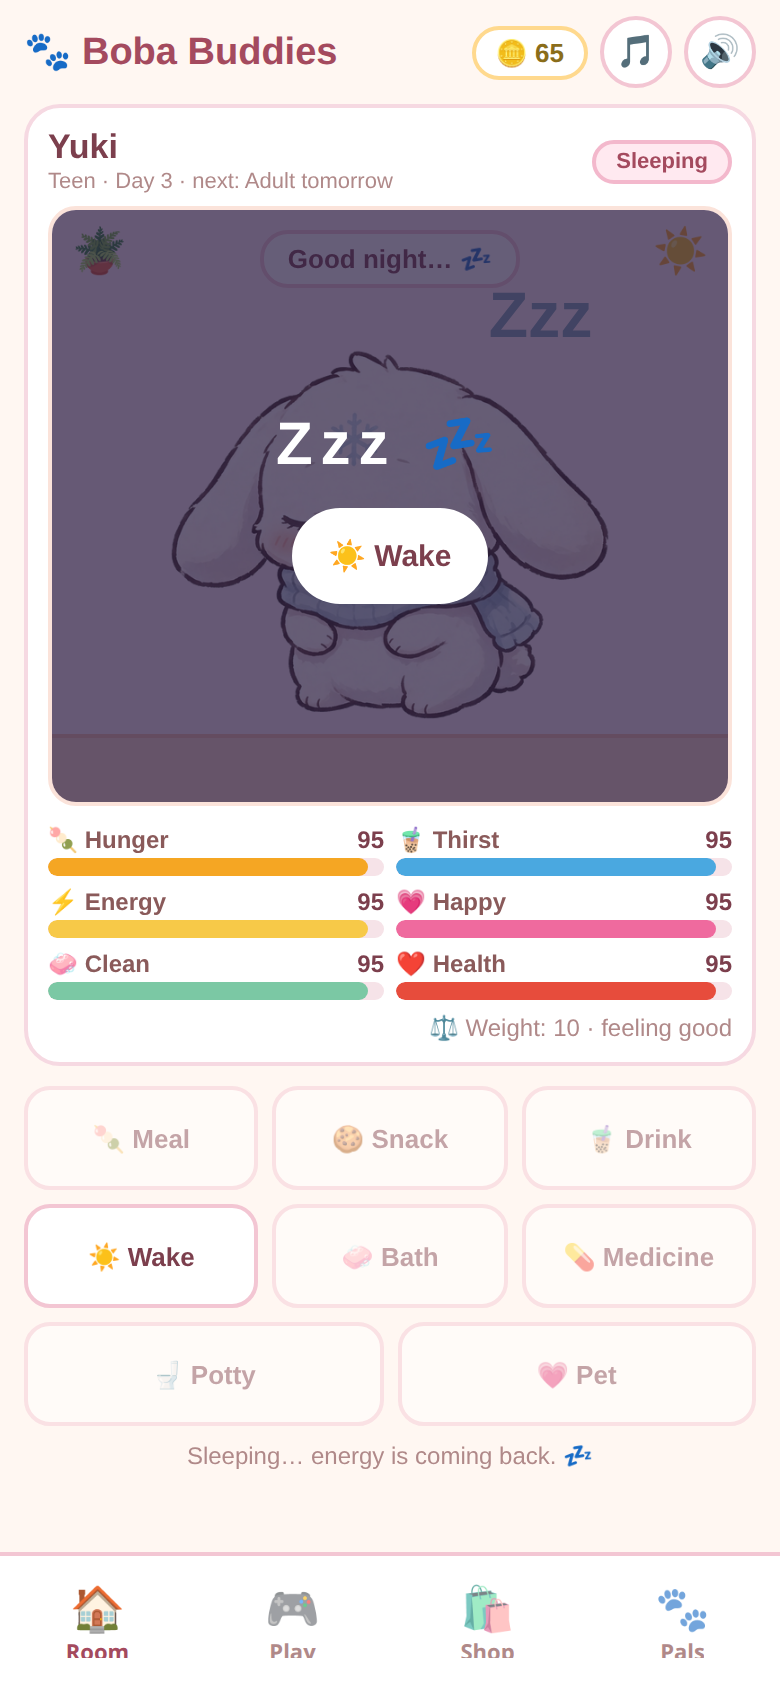 🐾 Boba Buddies
🪙 65
Yuki
Teen · Day 3 · next: Adult tomorrow
Sleeping
Good night… 💤
Zzz
Zzz 💤
☀️ Wake
🍡 Hunger 95
🧋 Thirst 95
⚡ Energy 95
💗 Happy 95
🧼 Clean 95
❤️ Health 95
⚖️ Weight: 10 · feeling good
🍡 Meal
🍪 Snack
🧋 Drink
☀️ Wake
🧼 Bath
💊 Medicine
🚽 Potty
💗 Pet
Sleeping… energy is coming back. 💤
Room
Play
Shop
Pals